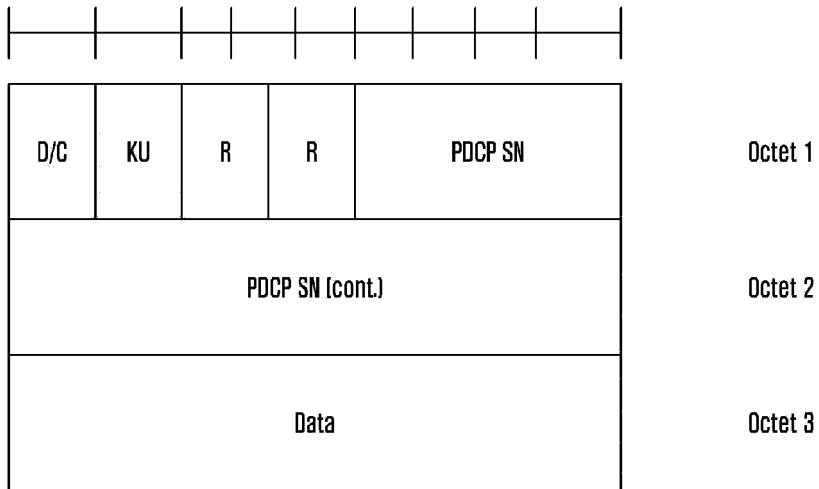 D/C KU R R PDCP SN Octet 1
PDCP SN (cont.) Octet 2
Data Octet 3